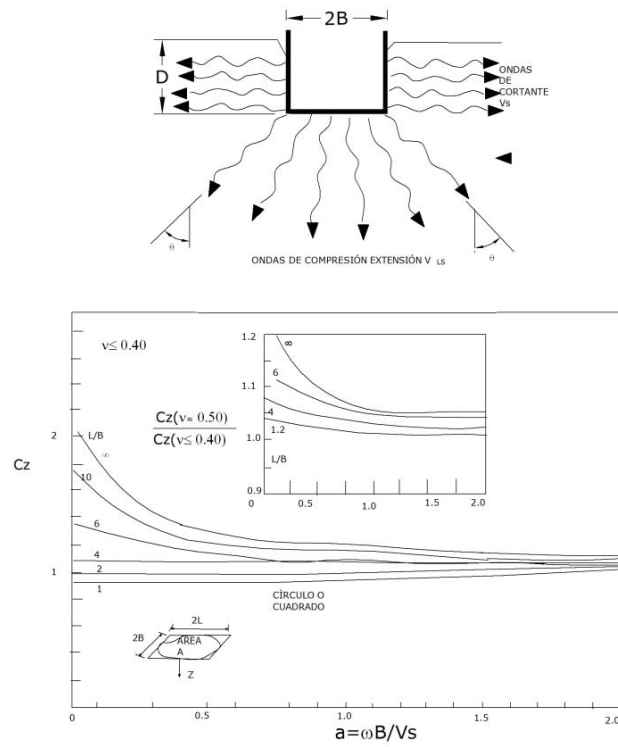 2B
D
ONDAS
DE
CORTANTE
Vs
θ
θ
ONDAS DE COMPRESIÓN EXTENSIÓN V LS
ν≤ 0.40
Cz(ν≈ 0.50)
Cz(ν≤ 0.40)
1.2
1.1
1.0
0.9
∞
6
4
1.2
L/B
0
1.0
2.0
2
Cz
1
L/B
∞
10
6
4
2
1
CÍRCULO O
CUADRADO
2L
2B
AREA
A
Z
0
0.5
1.0
1.5
2.0
a=ωB/Vs